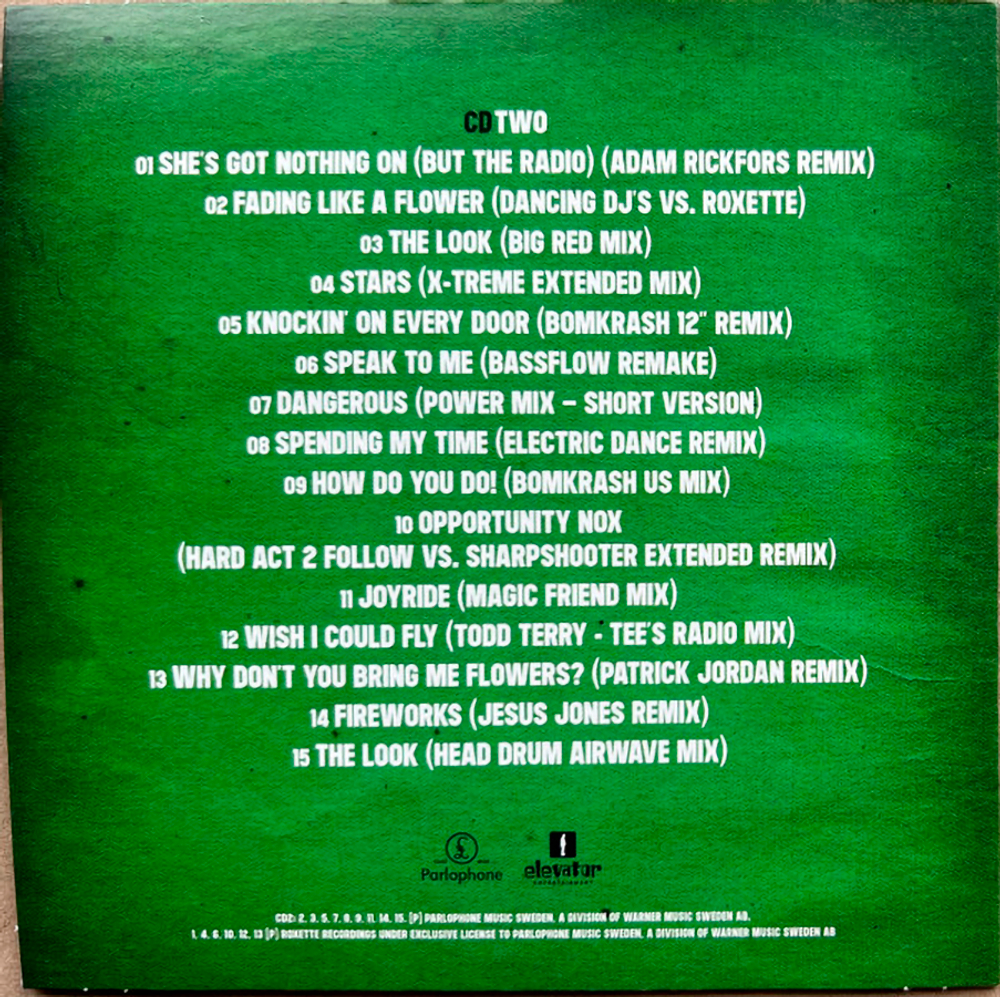 CD TWO
01 SHE'S GOT NOTHING ON (BUT THE RADIO) (ADAM RICKFORS REMIX)
02 FADING LIKE A FLOWER (DANCING DJ'S VS. ROXETTE)
03 THE LOOK (BIG RED MIX)
04 STARS (X-TREME EXTENDED MIX)
05 KNOCKIN' ON EVERY DOOR (BOMKRASH 12" REMIX)
06 SPEAK TO ME (BASSFLOW REMAKE)
07 DANGEROUS (POWER MIX – SHORT VERSION)
08 SPENDING MY TIME (ELECTRIC DANCE REMIX)
09 HOW DO YOU DO! (BOMKRASH US MIX)
10 OPPORTUNITY NOX
(HARD ACT 2 FOLLOW VS. SHARPSHOOTER EXTENDED REMIX)
11 JOYRIDE (MAGIC FRIEND MIX)
12 WISH I COULD FLY (TODD TERRY - TEE'S RADIO MIX)
13 WHY DON'T YOU BRING ME FLOWERS? (PATRICK JORDAN REMIX)
14 FIREWORKS (JESUS JONES REMIX)
15 THE LOOK (HEAD DRUM AIRWAVE MIX)
£
Parlophone
elevator
ENTERTAINMENT
CD2: 2, 3, 5, 7, 8, 9, 11, 14, 15. [P] PARLOPHONE MUSIC SWEDEN, A DIVISION OF WARNER MUSIC SWEDEN AB.
1, 4, 6, 10, 12, 13 [P] ROXETTE RECORDINGS UNDER EXCLUSIVE LICENSE TO PARLOPHONE MUSIC SWEDEN, A DIVISION OF WARNER MUSIC SWEDEN AB